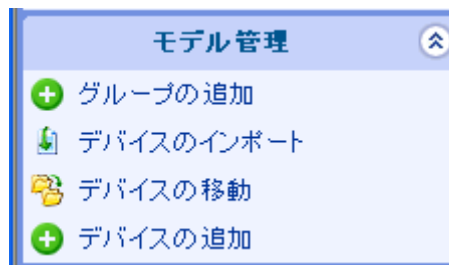 モデル管理
グループの追加
デバイスのインポート
デバイスの移動
デバイスの追加